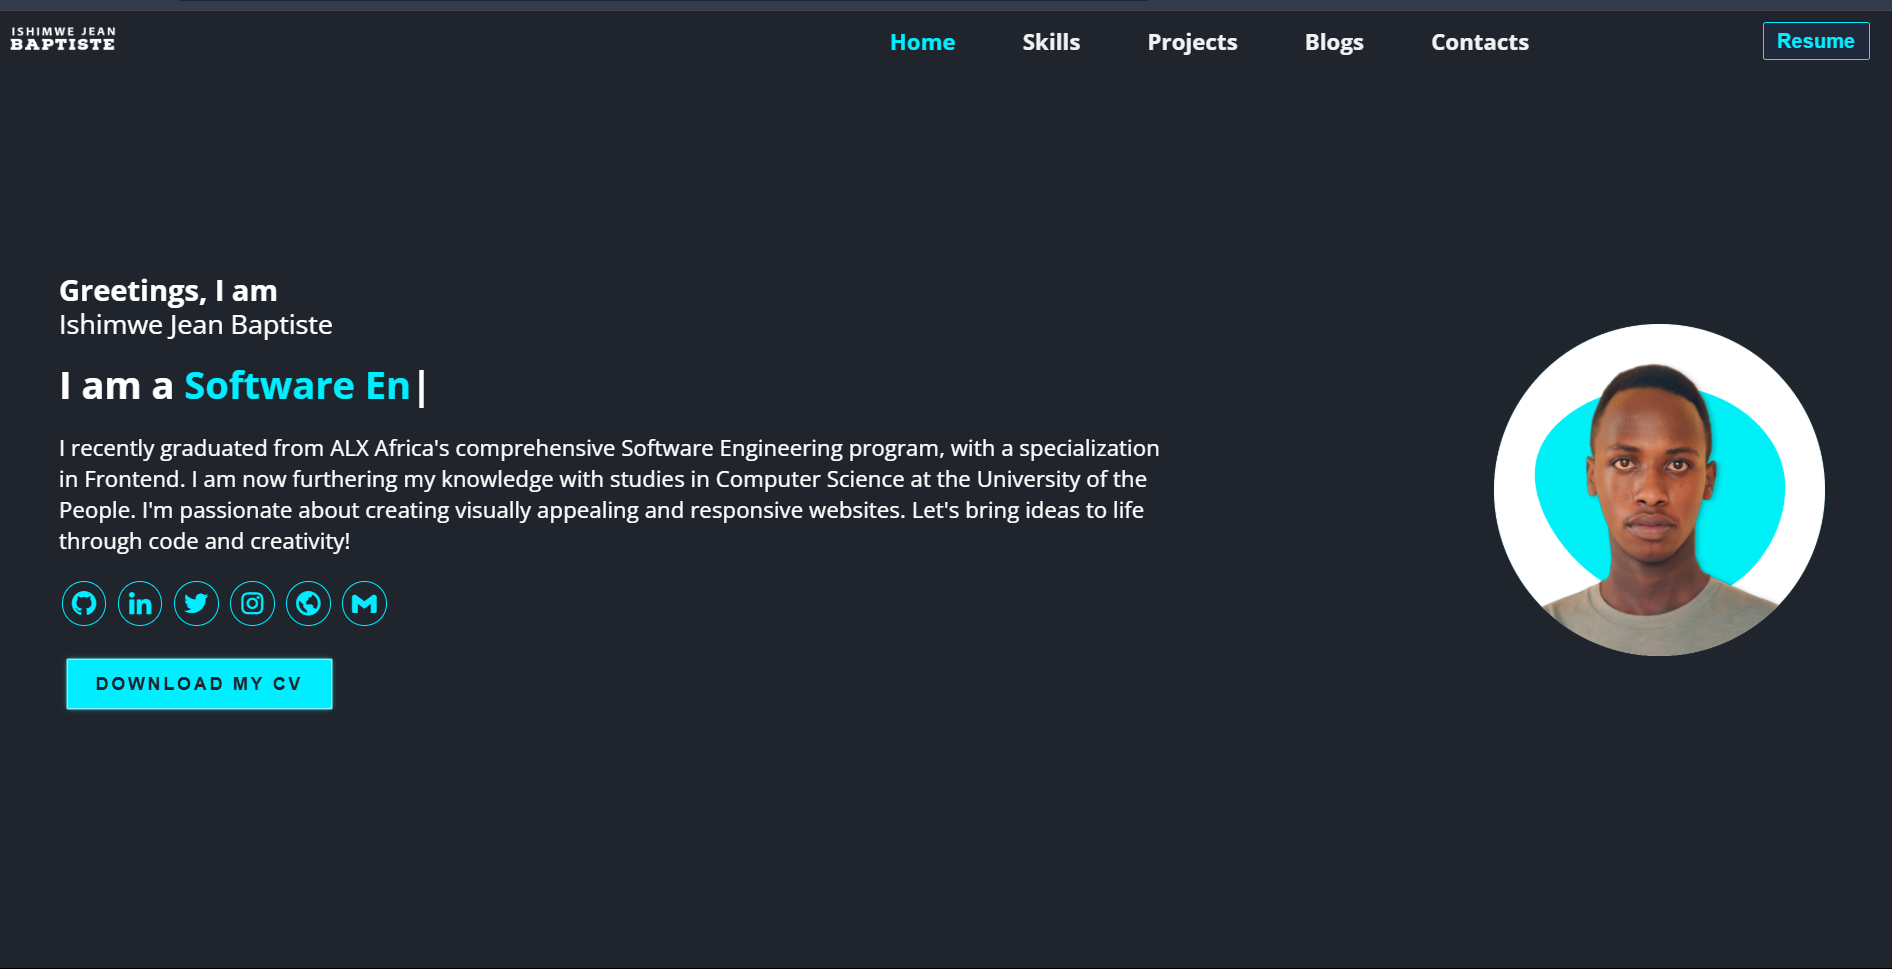 ISHIMWE JEAN
BAPTISTE
Home
Skills
Projects
Blogs
Contacts
Resume
Greetings, I am
Ishimwe Jean Baptiste
I am a Software En|
I recently graduated from ALX Africa's comprehensive Software Engineering program, with a specialization
in Frontend. I am now furthering my knowledge with studies in Computer Science at the University of the
People. I'm passionate about creating visually appealing and responsive websites. Let's bring ideas to life
through code and creativity!
in
DOWNLOAD MY CV